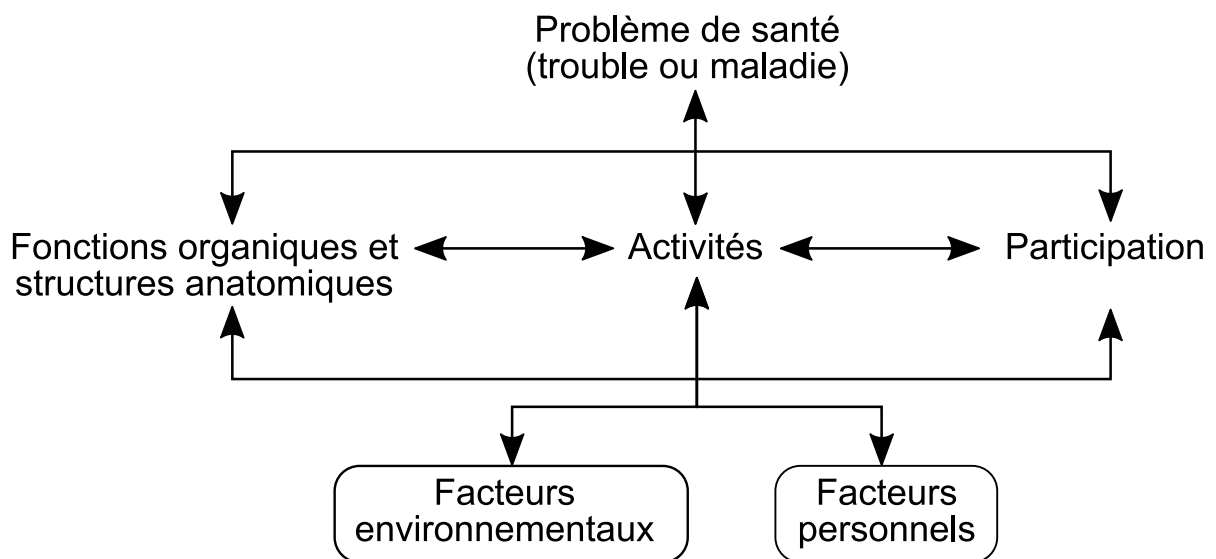 Problème de santé
(trouble ou maladie)
Fonctions organiques et
structures anatomiques
Activités
Participation
Facteurs
environnementaux
Facteurs
personnels